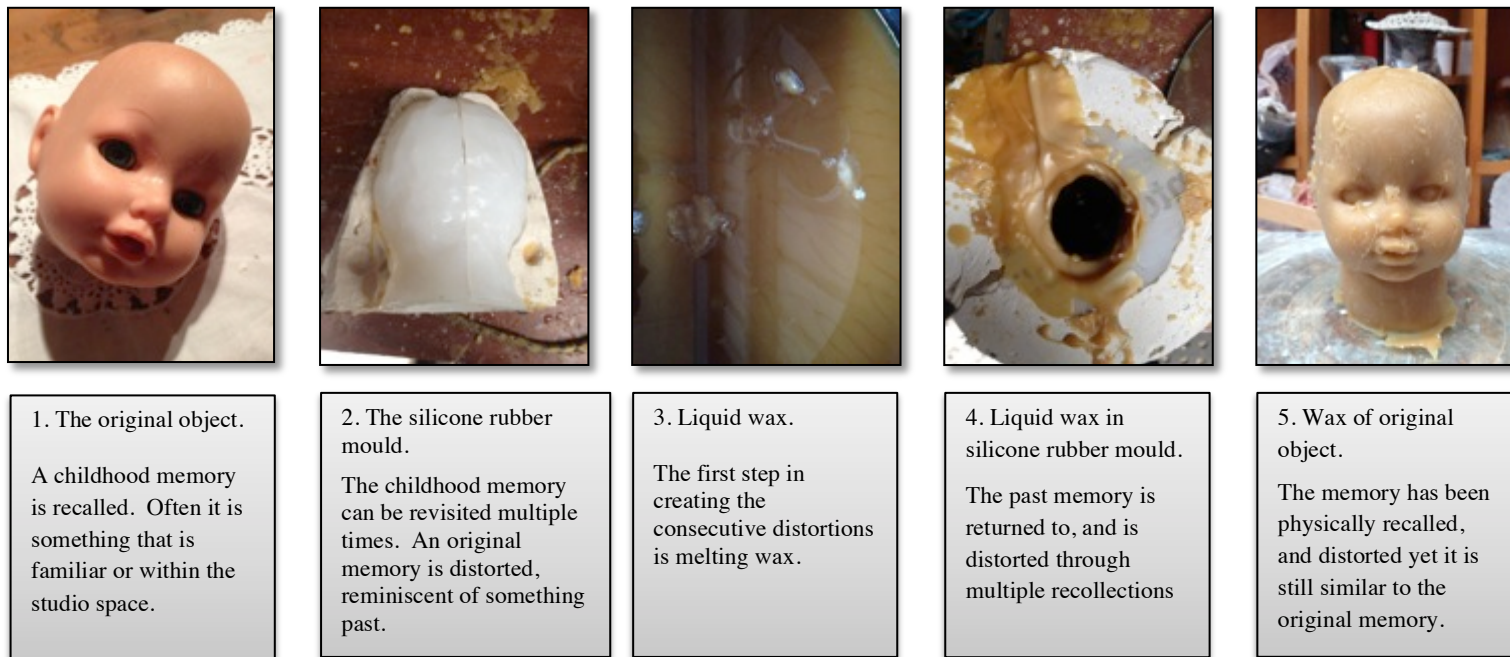 1. The original object.
A childhood memory
is recalled.  Often it is
something that is
familiar or within the
studio space.
2. The silicone rubber
mould.
The childhood memory
can be revisited multiple
times.  An original
memory is distorted,
reminiscent of something
past.
3. Liquid wax.
The first step in
creating the
consecutive distortions
is melting wax.
4. Liquid wax in
silicone rubber mould.
The past memory is
returned to, and is
distorted through
multiple recollections
5. Wax of original
object.
The memory has been
physically recalled,
and distorted yet it is
still similar to the
original memory.